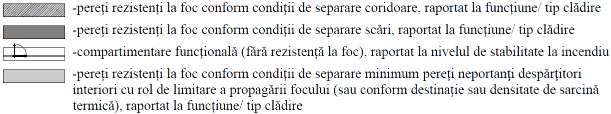 -pereți rezistenți la foc conform condiții de separare coridoare, raportat la funcțiune/ tip clădire
-pereți rezistenți la foc conform condiții de separare scări, raportat la funcțiune/ tip clădire
-compartimentare funcțională (fără rezistență la foc), raportat la nivelul de stabilitate la incendiu
-pereți rezistenți la foc conform condiții de separare minimum pereți neportanți despărțitori
interiori cu rol de limitare a propagării focului (sau conform destinație sau densitate de sarcină
termică), raportat la funcțiune/ tip clădire